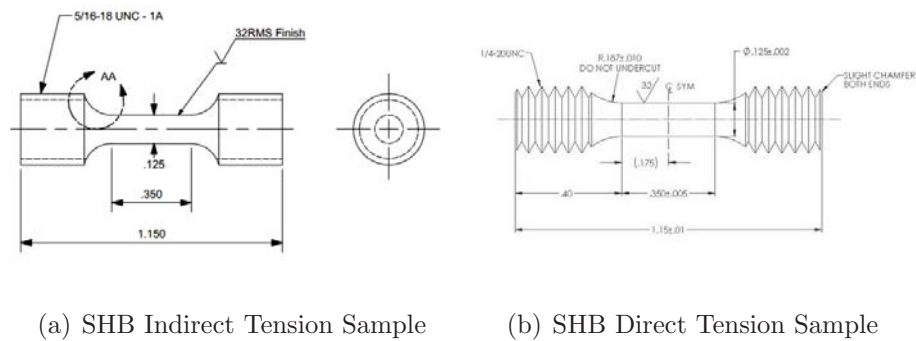 5/16-18 UNC - 1A
32RMS Finish
AA
.125
.350
1.150
1/4-20UNC
R.187±.010
DO NOT UNDERCUT
32
SYM
Ø.125±.002
SLIGHT CHAMFER
BOTH ENDS
(.175)
.40
.350±.005
1.15±.01
(a) SHB Indirect Tension Sample
(b) SHB Direct Tension Sample